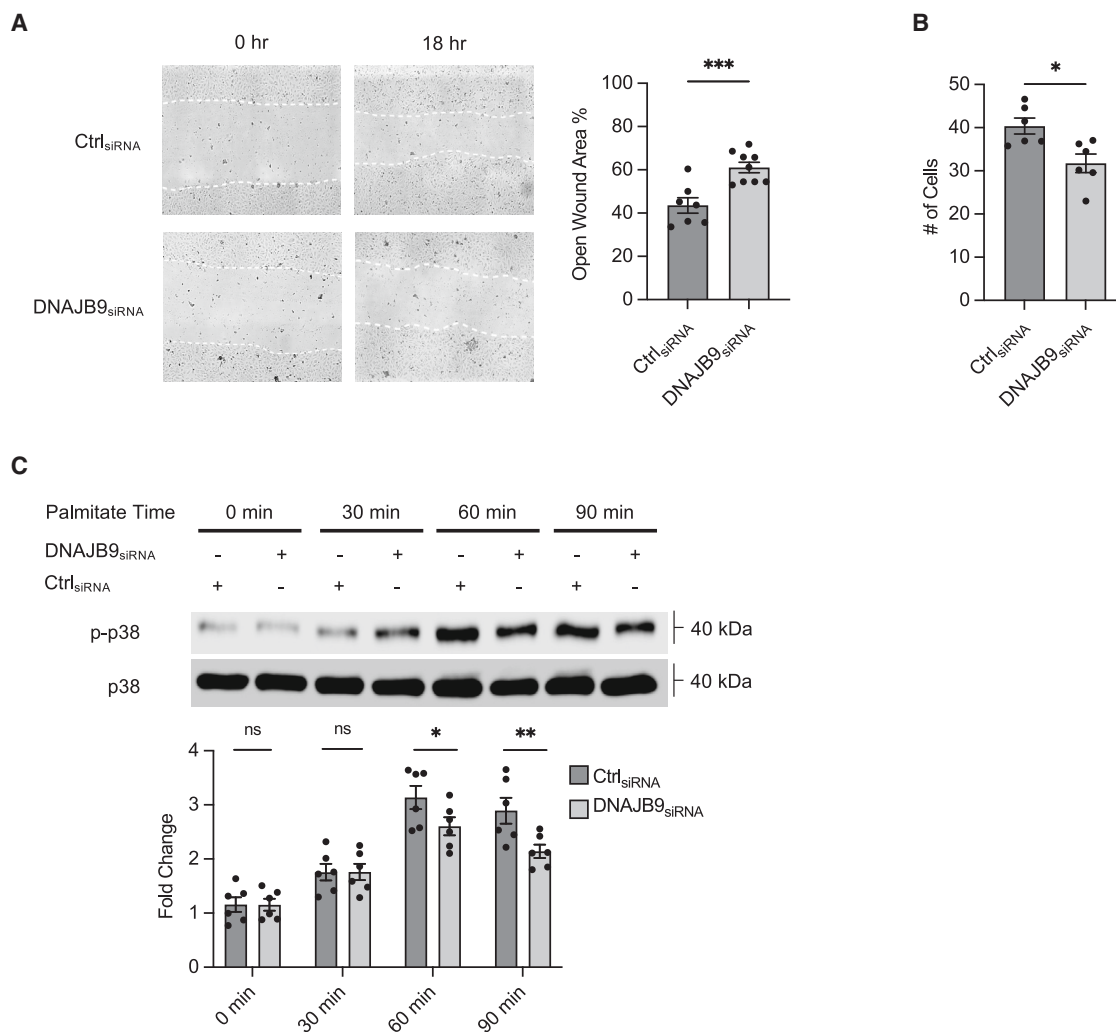 A
0 hr 18 hr
CtrlsiRNA
DNAJB9siRNA
Open Wound Area %
100
80
60
40
20
0
***
CtrlsiRNA
DNAJB9siRNA
B
# of Cells
50
40
30
20
10
0
*
CtrlsiRNA
DNAJB9siRNA
C
Palmitate Time 0 min 30 min 60 min 90 min
DNAJB9siRNA - + - + - + - +
CtrlsiRNA + - + - + - + -
p-p38 40 kDa
p38 40 kDa
ns ns * **
Fold Change
4
3
2
1
0
CtrlsiRNA
DNAJB9siRNA
0 min 30 min 60 min 90 min